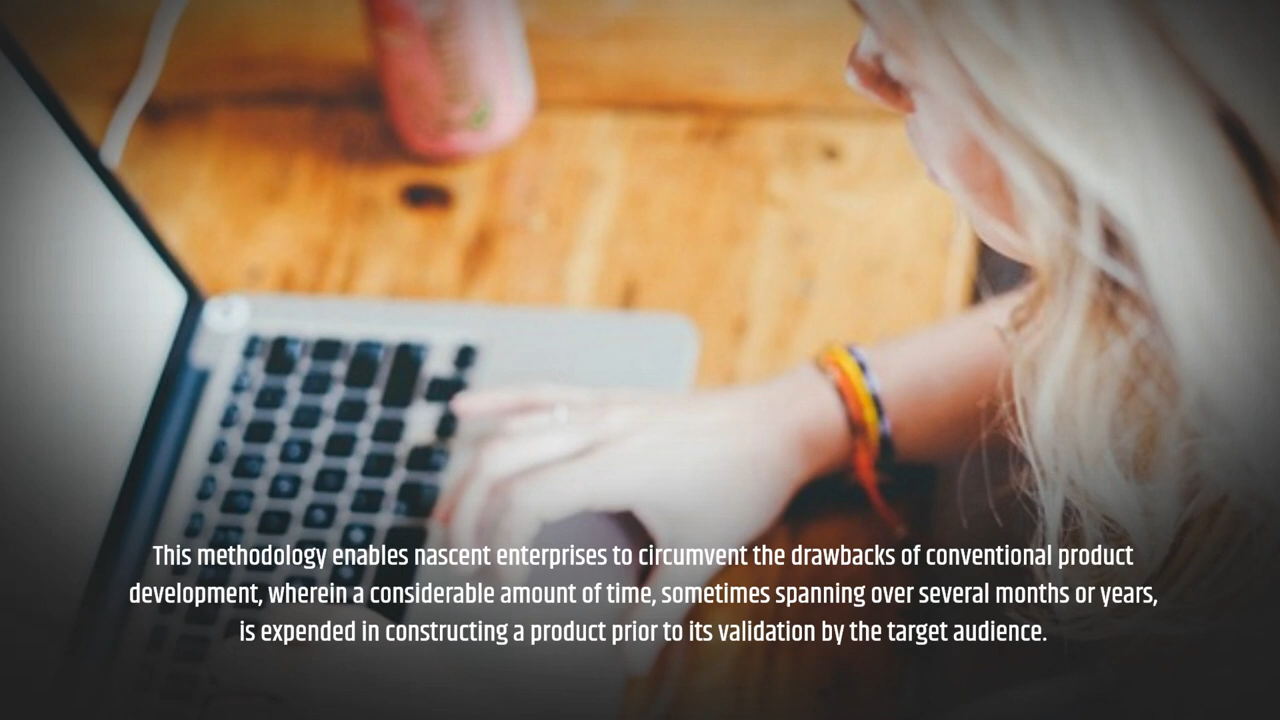 This methodology enables nascent enterprises to circumvent the drawbacks of conventional product
development, wherein a considerable amount of time, sometimes spanning over several months or years,
is expended in constructing a product prior to its validation by the target audience.